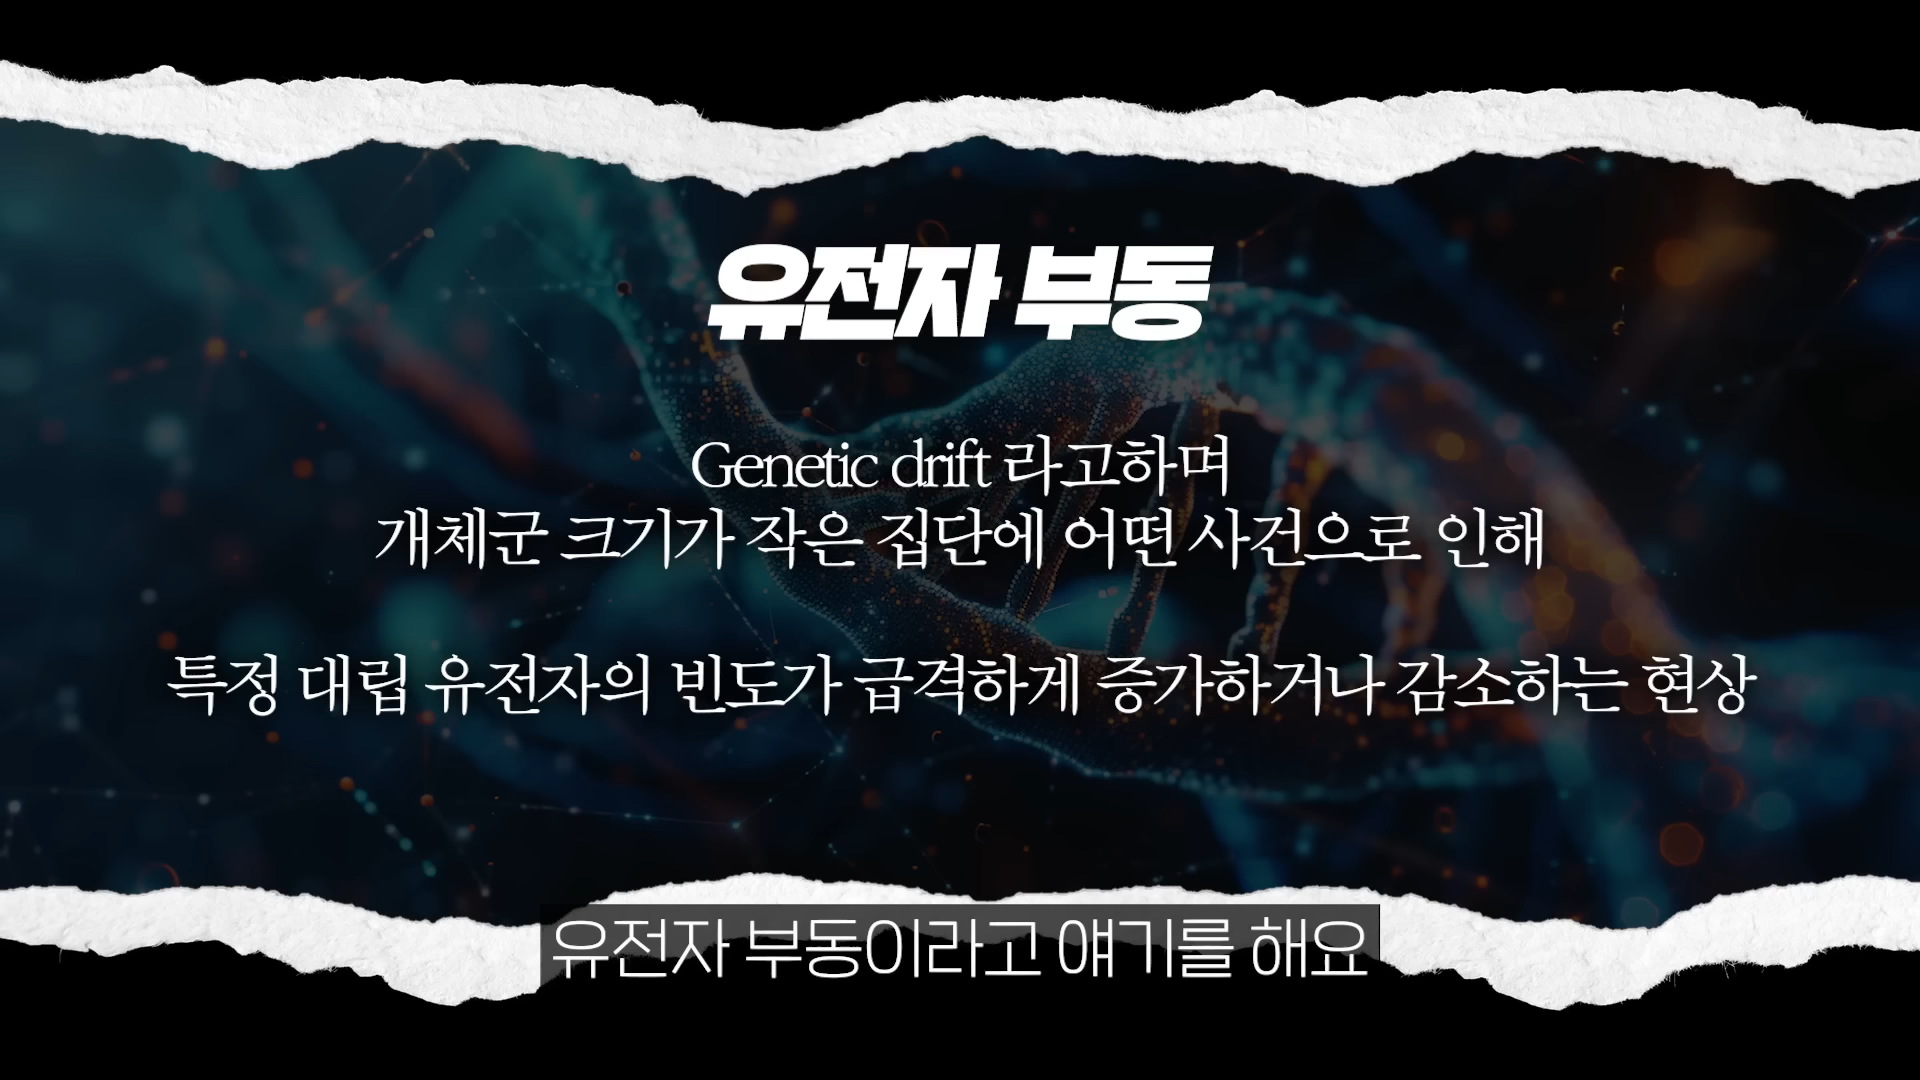 유전자 부동
Genetic drift 라고하며
개체군 크기가 작은 집단에 어떤 사건으로 인해
특정 대립 유전자의 빈도가 급격하게 증가하거나 감소하는 현상
유전자 부동이라고 얘기를 해요